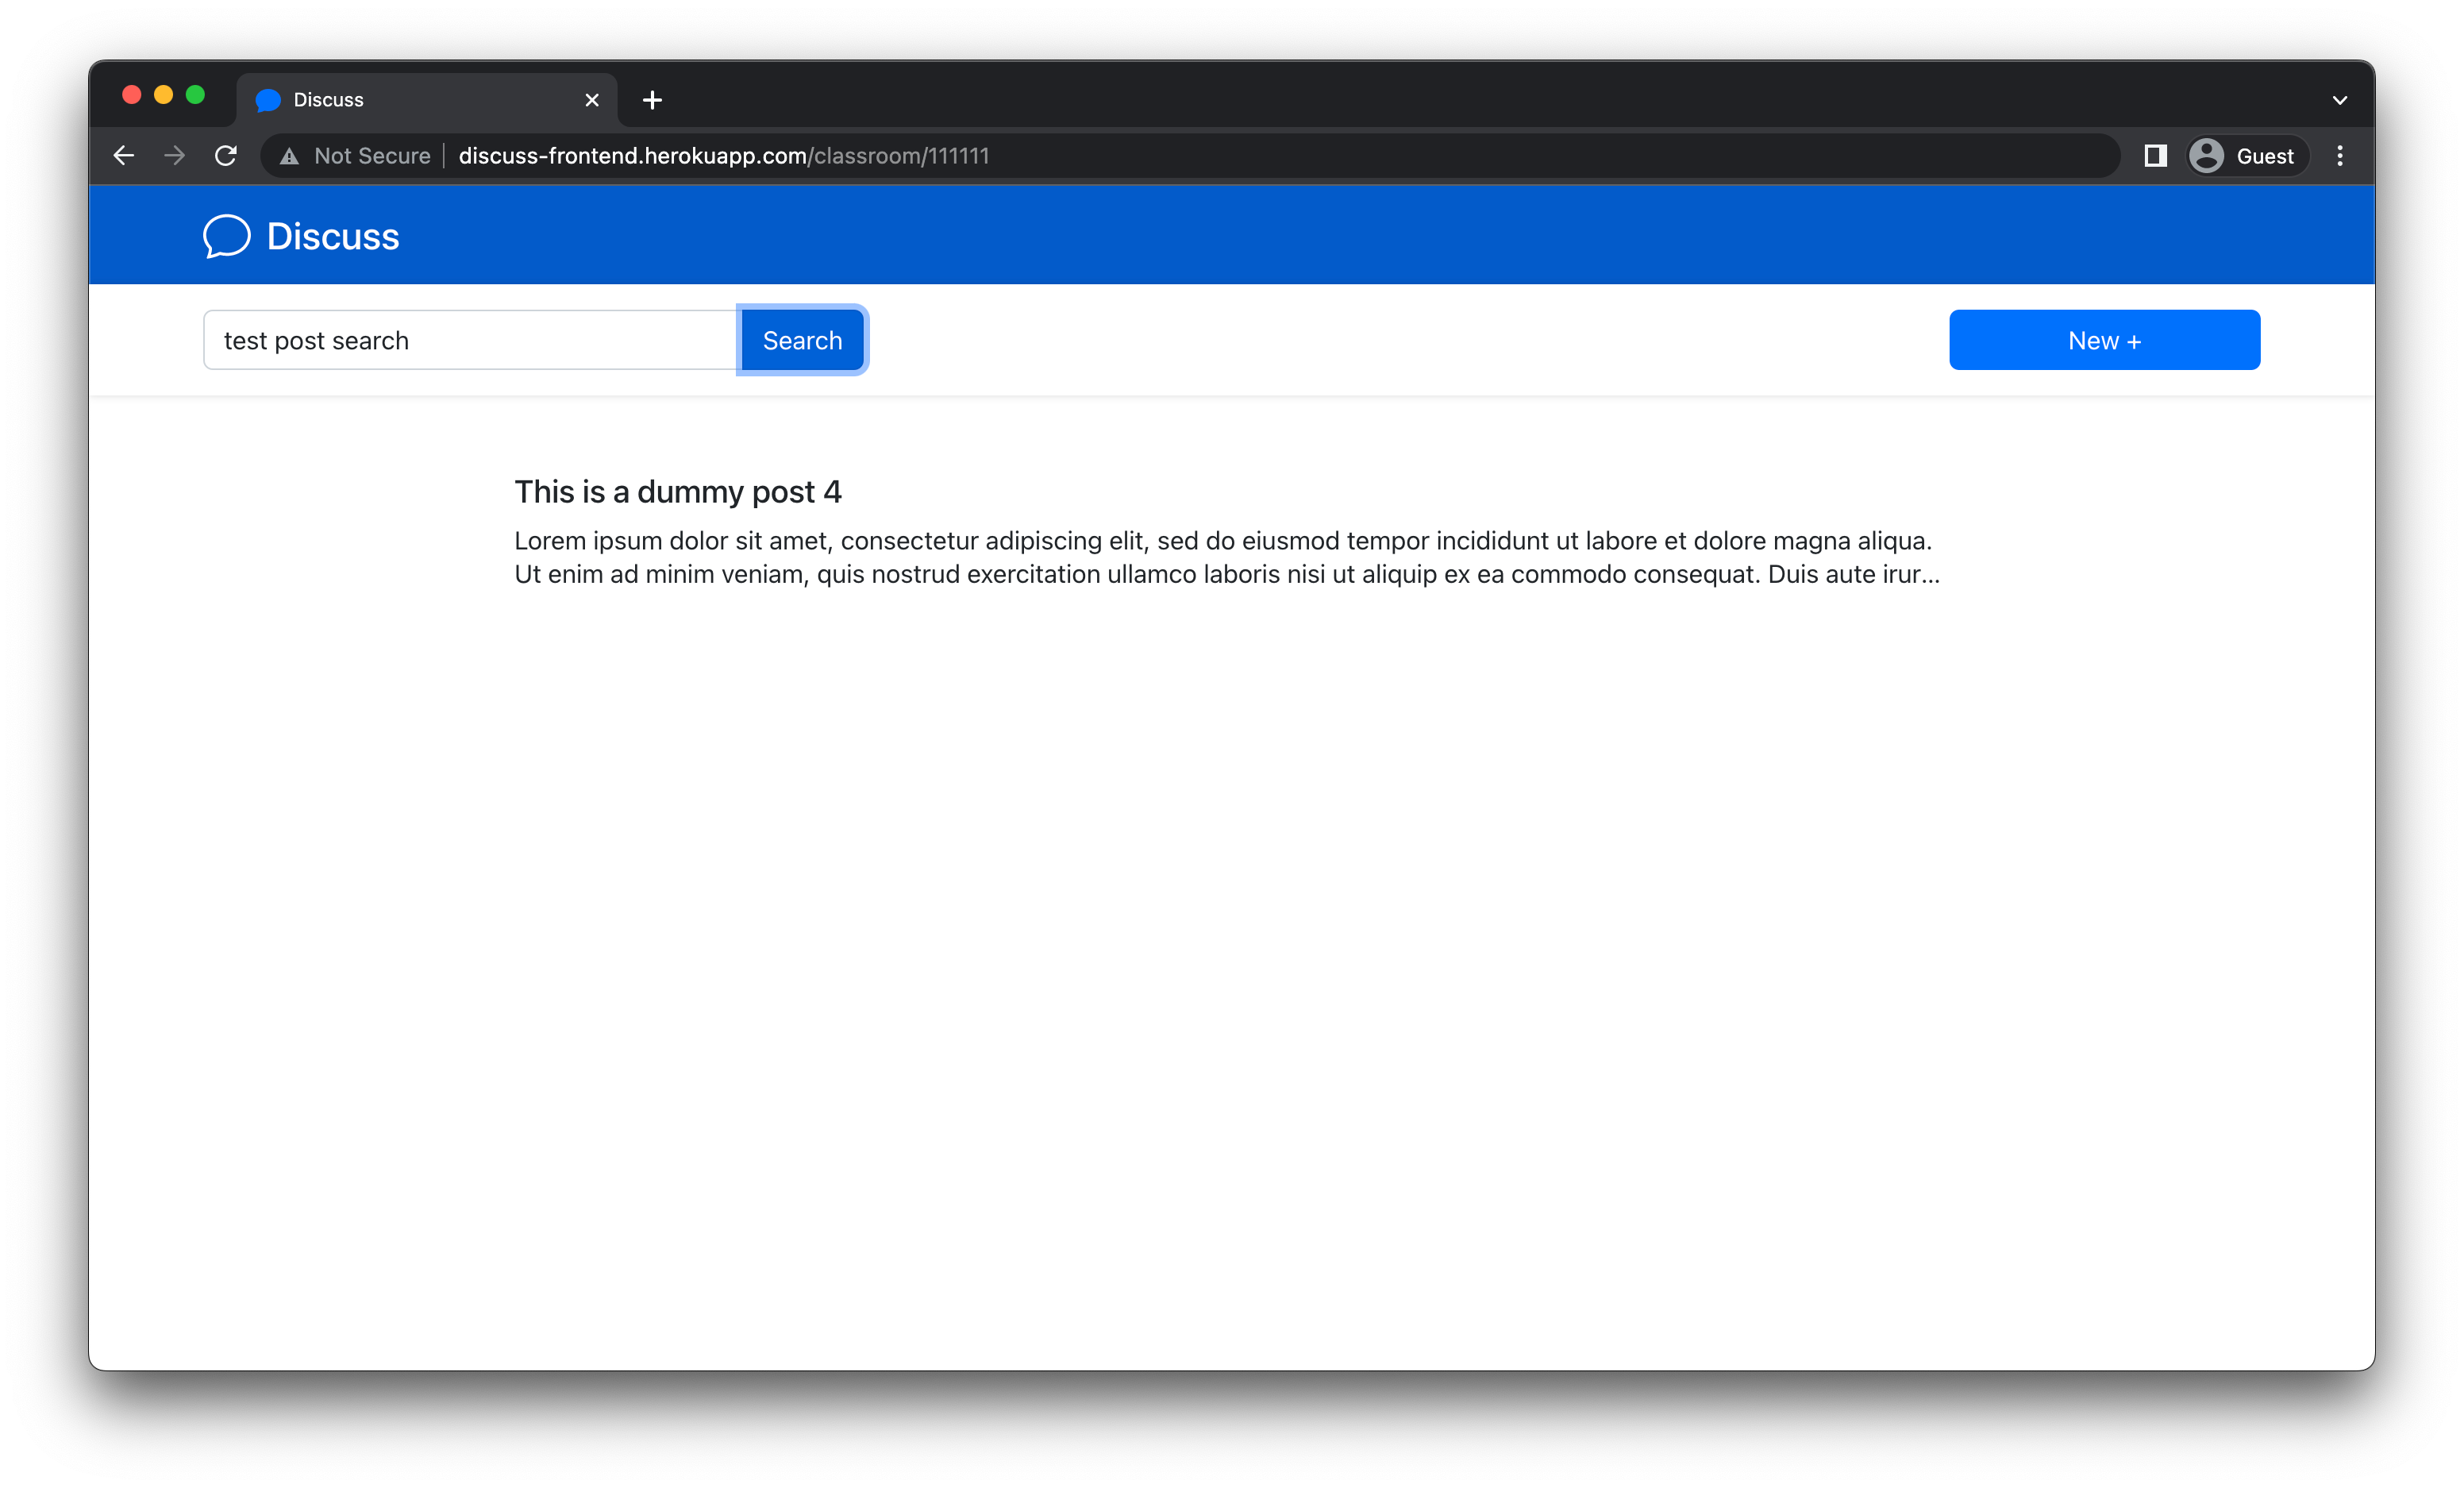 Discuss
Not Secure discuss-frontend.herokuapp.com/classroom/111111
Guest
Discuss
test post search
Search
New +
This is a dummy post 4
Lorem ipsum dolor sit amet, consectetur adipiscing elit, sed do eiusmod tempor incididunt ut labore et dolore magna aliqua.
Ut enim ad minim veniam, quis nostrud exercitation ullamco laboris nisi ut aliquip ex ea commodo consequat. Duis aute irur...